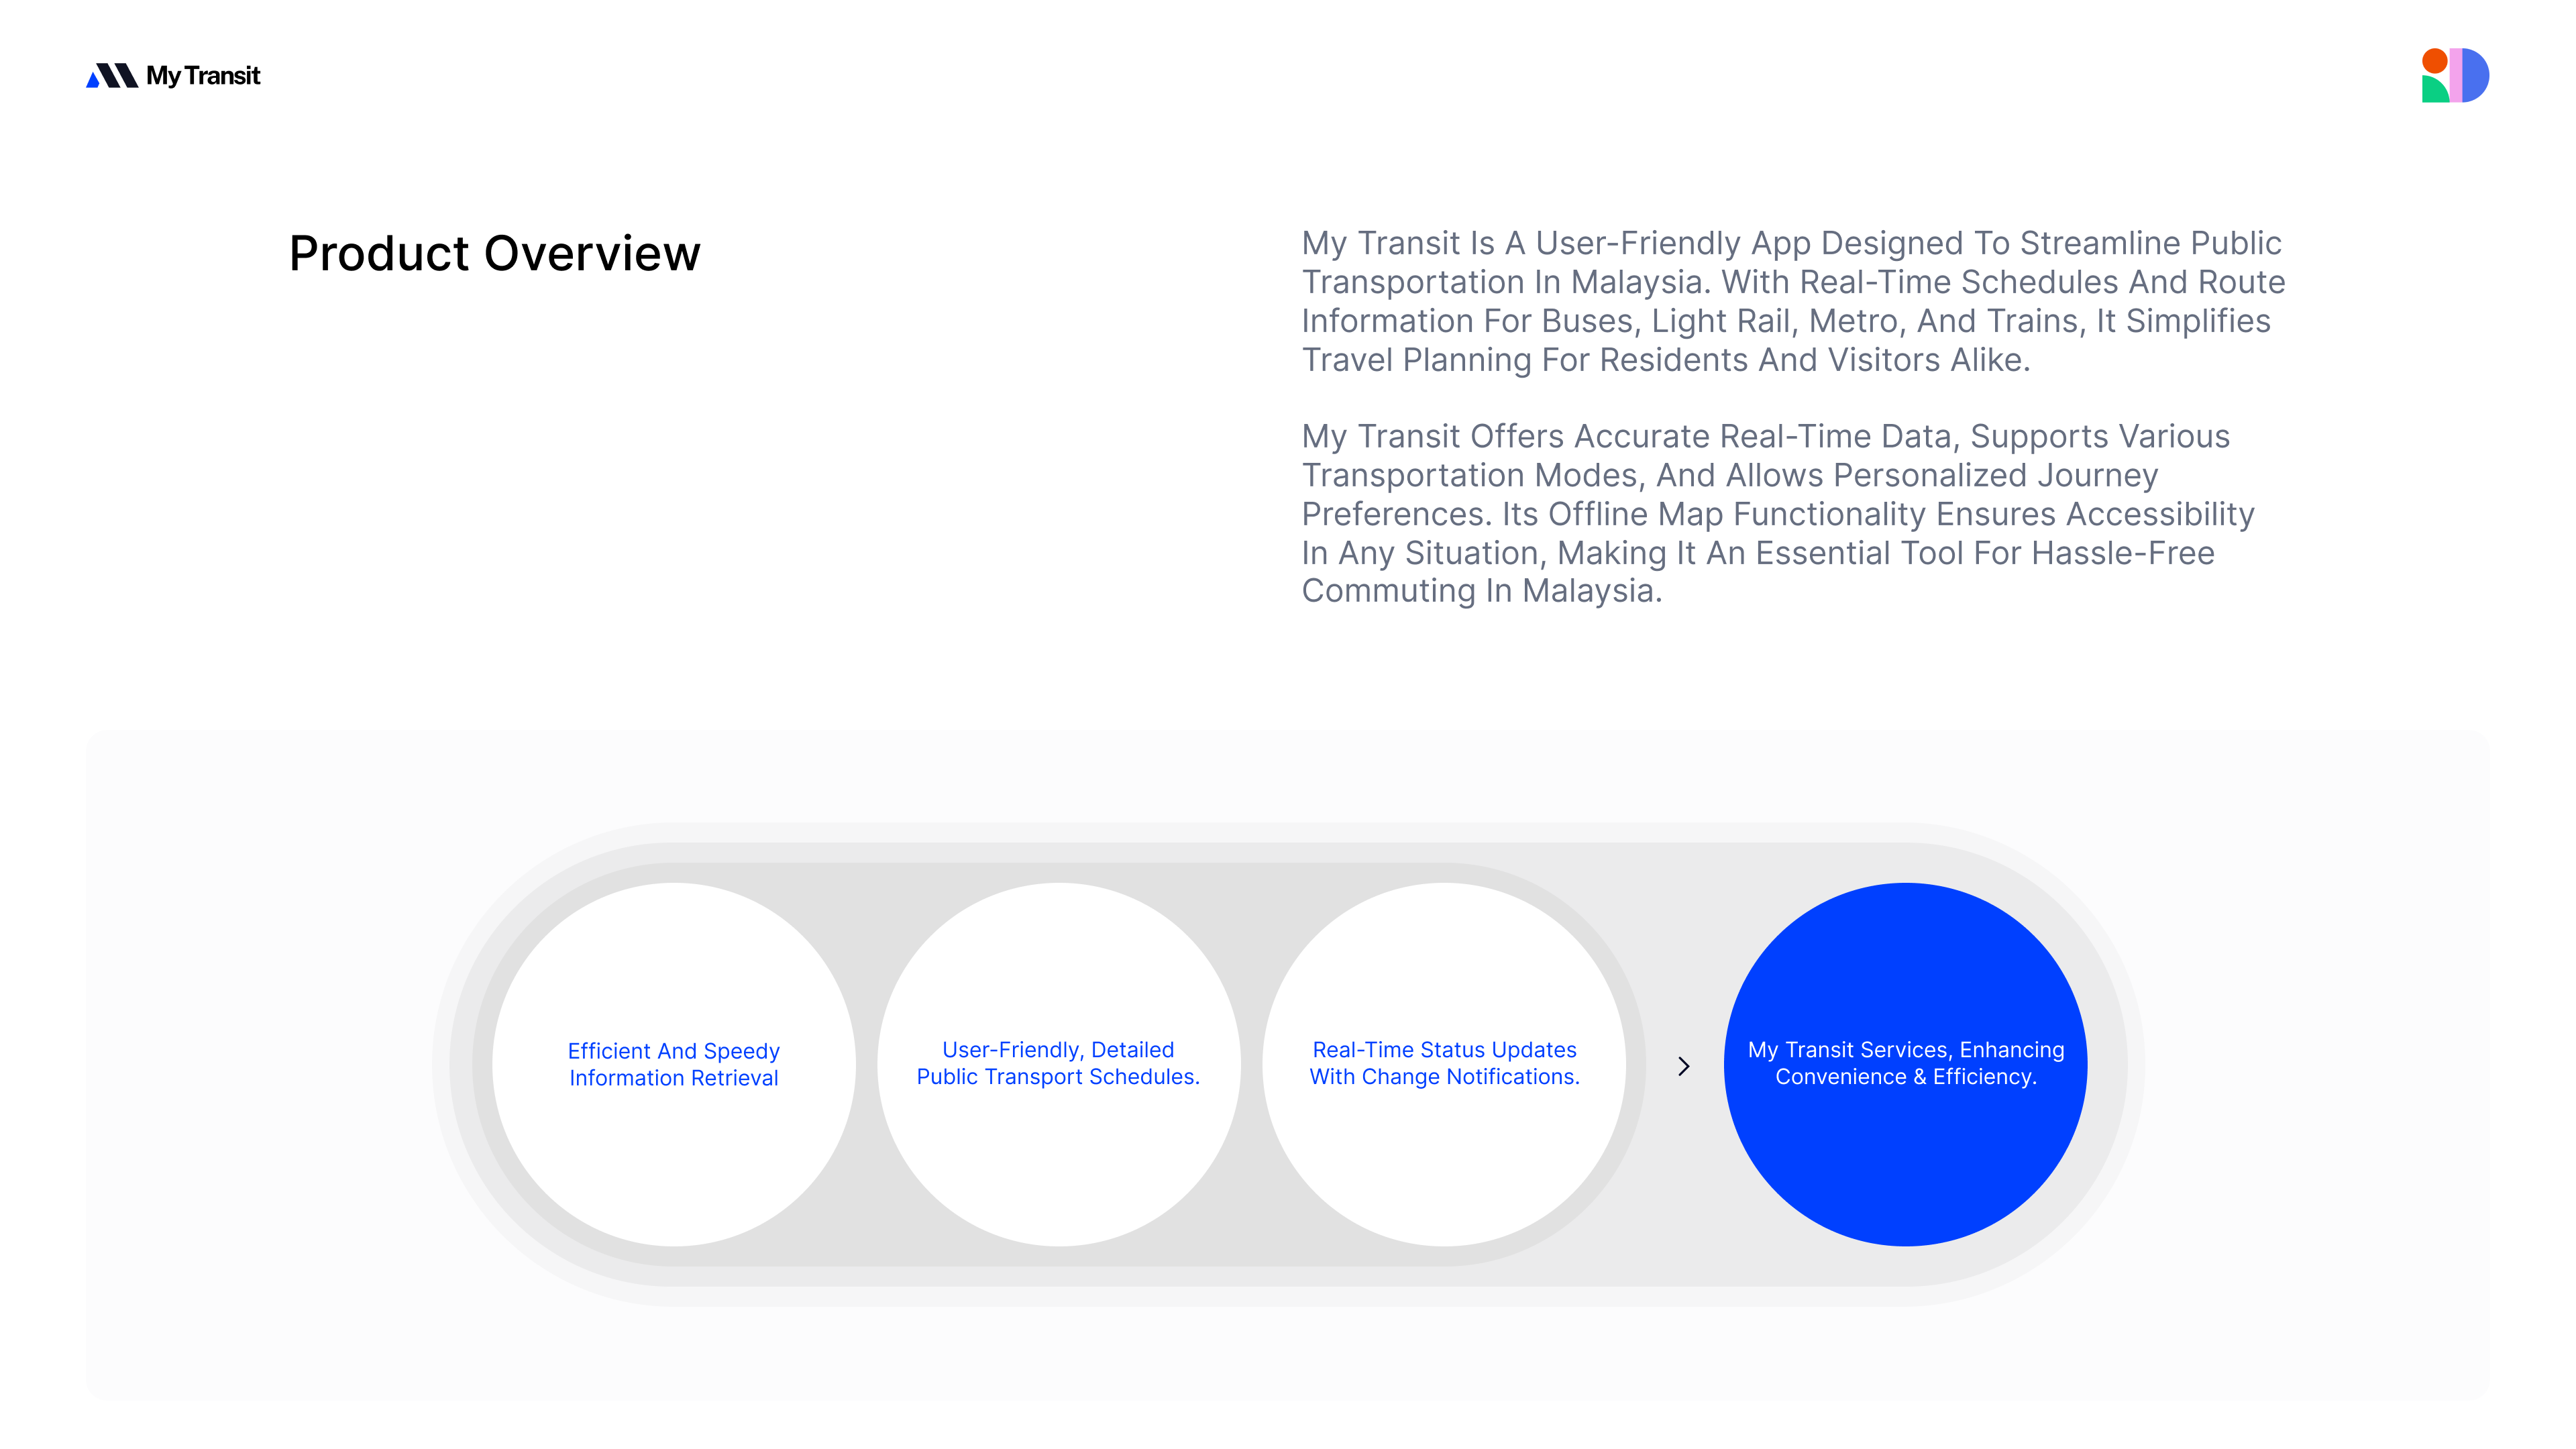 My Transit
Product Overview
My Transit Is A User-Friendly App Designed To Streamline Public
Transportation In Malaysia. With Real-Time Schedules And Route
Information For Buses, Light Rail, Metro, And Trains, It Simplifies
Travel Planning For Residents And Visitors Alike.
My Transit Offers Accurate Real-Time Data, Supports Various
Transportation Modes, And Allows Personalized Journey
Preferences. Its Offline Map Functionality Ensures Accessibility
In Any Situation, Making It An Essential Tool For Hassle-Free
Commuting In Malaysia.
Efficient And Speedy
Information Retrieval
User-Friendly, Detailed
Public Transport Schedules.
Real-Time Status Updates
With Change Notifications.
My Transit Services, Enhancing
Convenience & Efficiency.